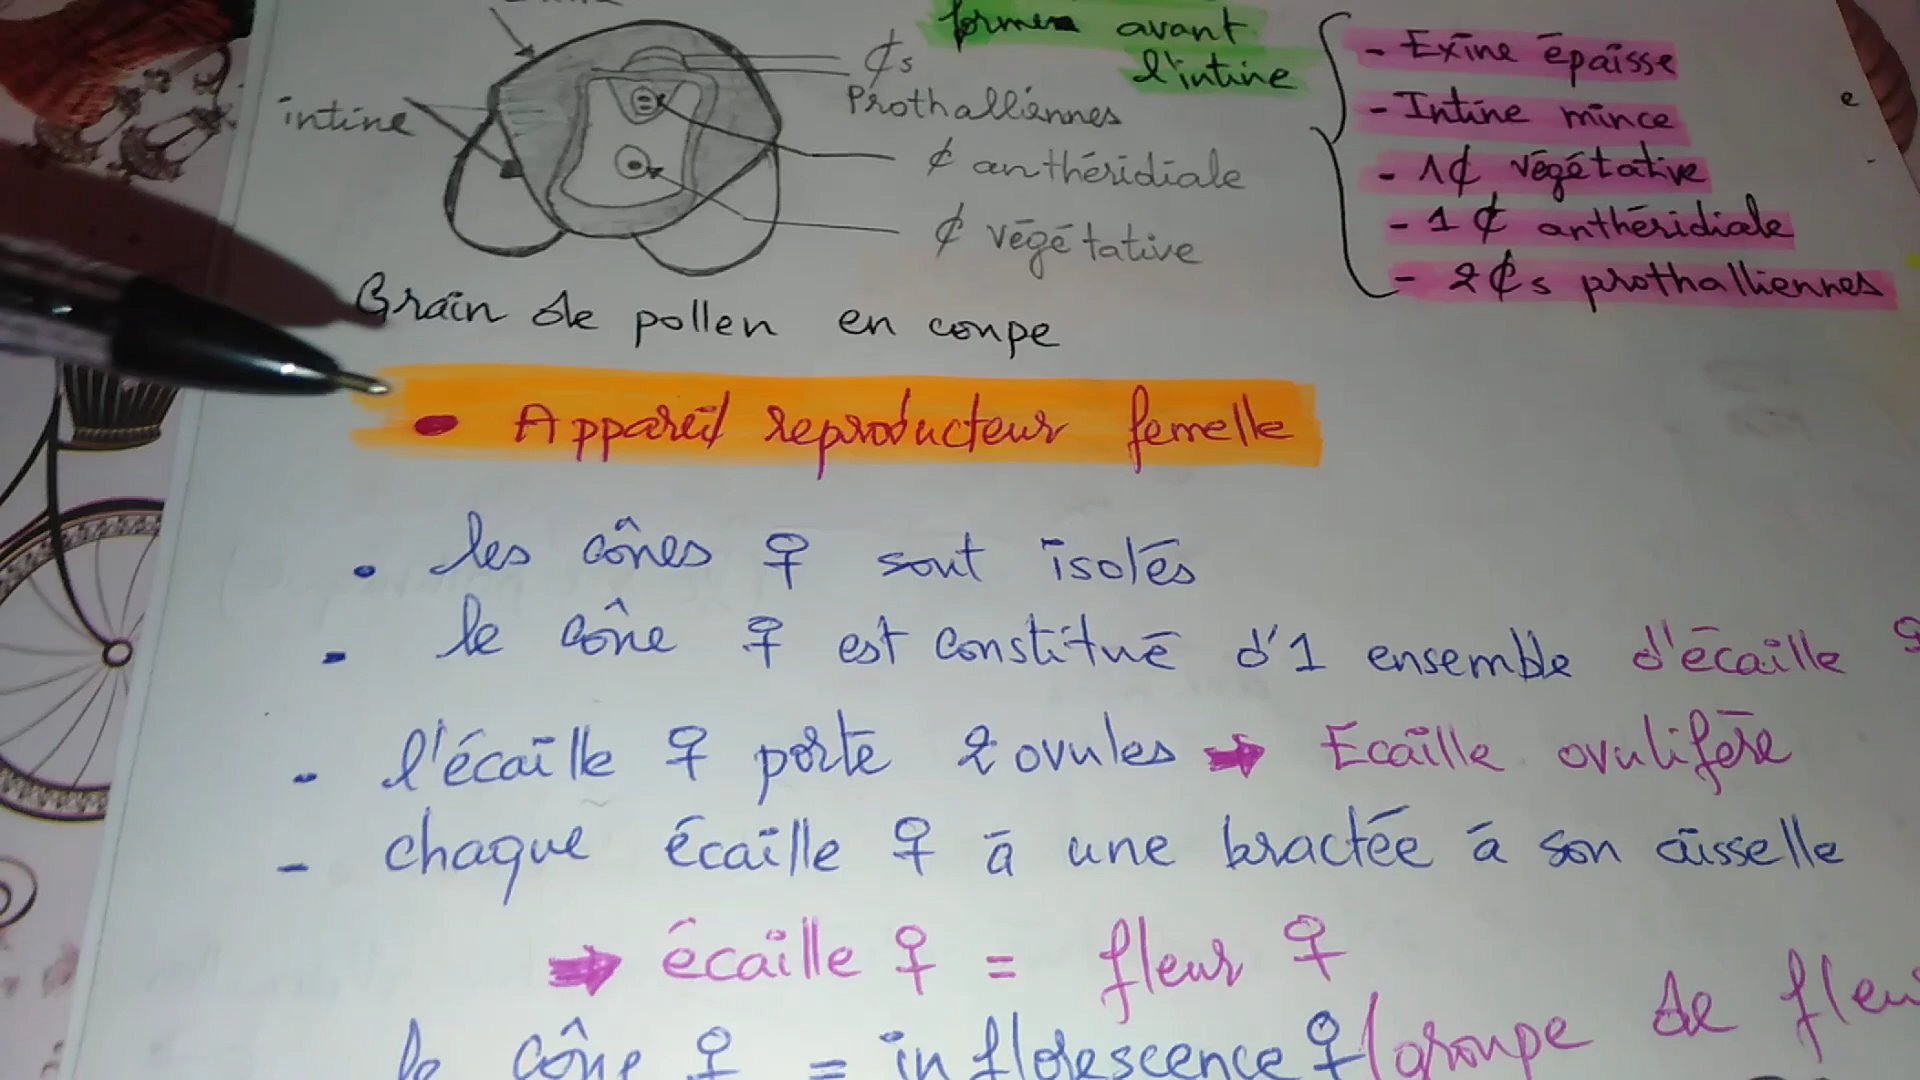 formen avant
l'intine
- Exine épaisse
- Intine mince
- 1¢ végétative
- 1 ¢ anthéridiale
- 2 ¢s prothalliennes
¢s
Prothalliennes
intine
¢ anthéridiale
¢ végétative
Grain de pollen en coupe
• Appareil reproducteur femelle
• les cônes ♀ sont isolés
- le cône ♀ est constitué d'1 ensemble d'écaille ♀
- l'écaille ♀ porte 2 ovules → Ecaille ovulifère
- chaque écaille ♀ à une bractée à son aisselle
→ écaille ♀ = fleur ♀
le cône ♀ = inflorescence ♀ (groupe de fleu